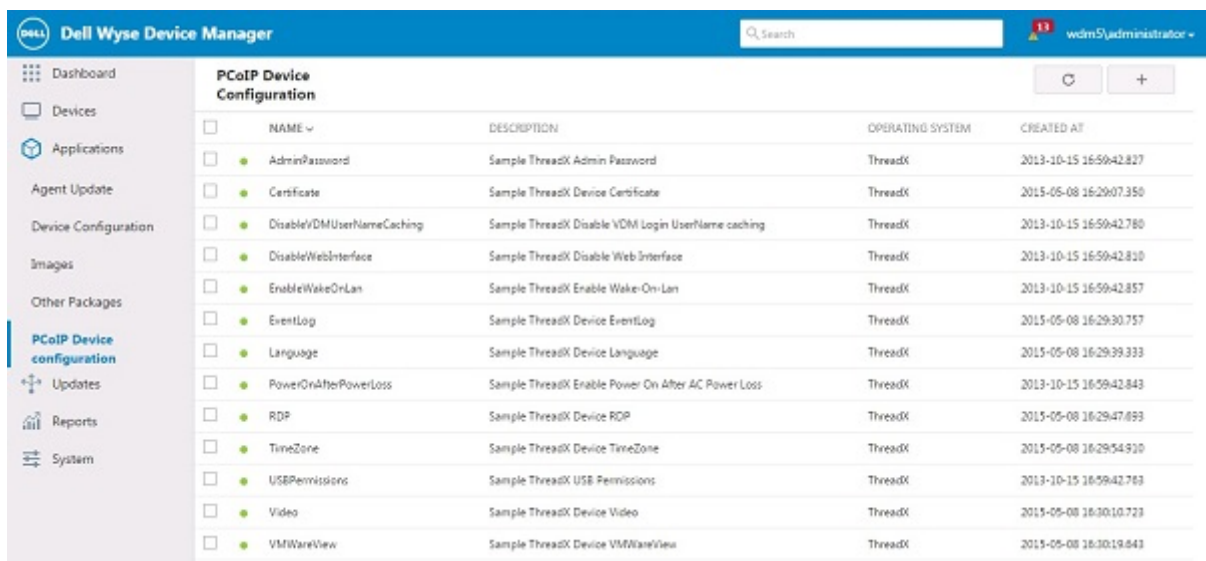 DELL Dell Wyse Device Manager Search 13 wdm5\administrator
Dashboard
Devices
Applications
Agent Update
Device Configuration
Images
Other Packages
PCoIP Device
configuration
Updates
Reports
System
PCoIP Device
Configuration
NAME DESCRIPTION OPERATING SYSTEM CREATED AT
AdminPassword Sample ThreadX Admin Password ThreadX 2013-10-15 16:59:42.827
Certificate Sample ThreadX Device Certificate ThreadX 2015-05-08 16:29:07.350
DisableVDMUserNameCaching Sample ThreadX Disable VDM Login UserName caching ThreadX 2013-10-15 16:59:42.780
DisableWebInterface Sample ThreadX Disable Web Interface ThreadX 2013-10-15 16:59:42.810
EnableWakeOnLan Sample ThreadX Enable Wake-On-Lan ThreadX 2013-10-15 16:59:42.857
EventLog Sample ThreadX Device EventLog ThreadX 2015-05-08 16:29:30.757
Language Sample ThreadX Device Language ThreadX 2015-05-08 16:29:39.333
PowerOnAfterPowerLoss Sample ThreadX Enable Power On After AC Power Loss ThreadX 2013-10-15 16:59:42.843
RDP Sample ThreadX Device RDP ThreadX 2015-05-08 16:29:47.693
TimeZone Sample ThreadX Device TimeZone ThreadX 2015-05-08 16:29:54.910
USBPermissions Sample ThreadX USB Permissions ThreadX 2013-10-15 16:59:42.763
Video Sample ThreadX Device Video ThreadX 2015-05-08 16:30:10.723
VMWareView Sample ThreadX Device VMWareView ThreadX 2015-05-08 16:30:19.643